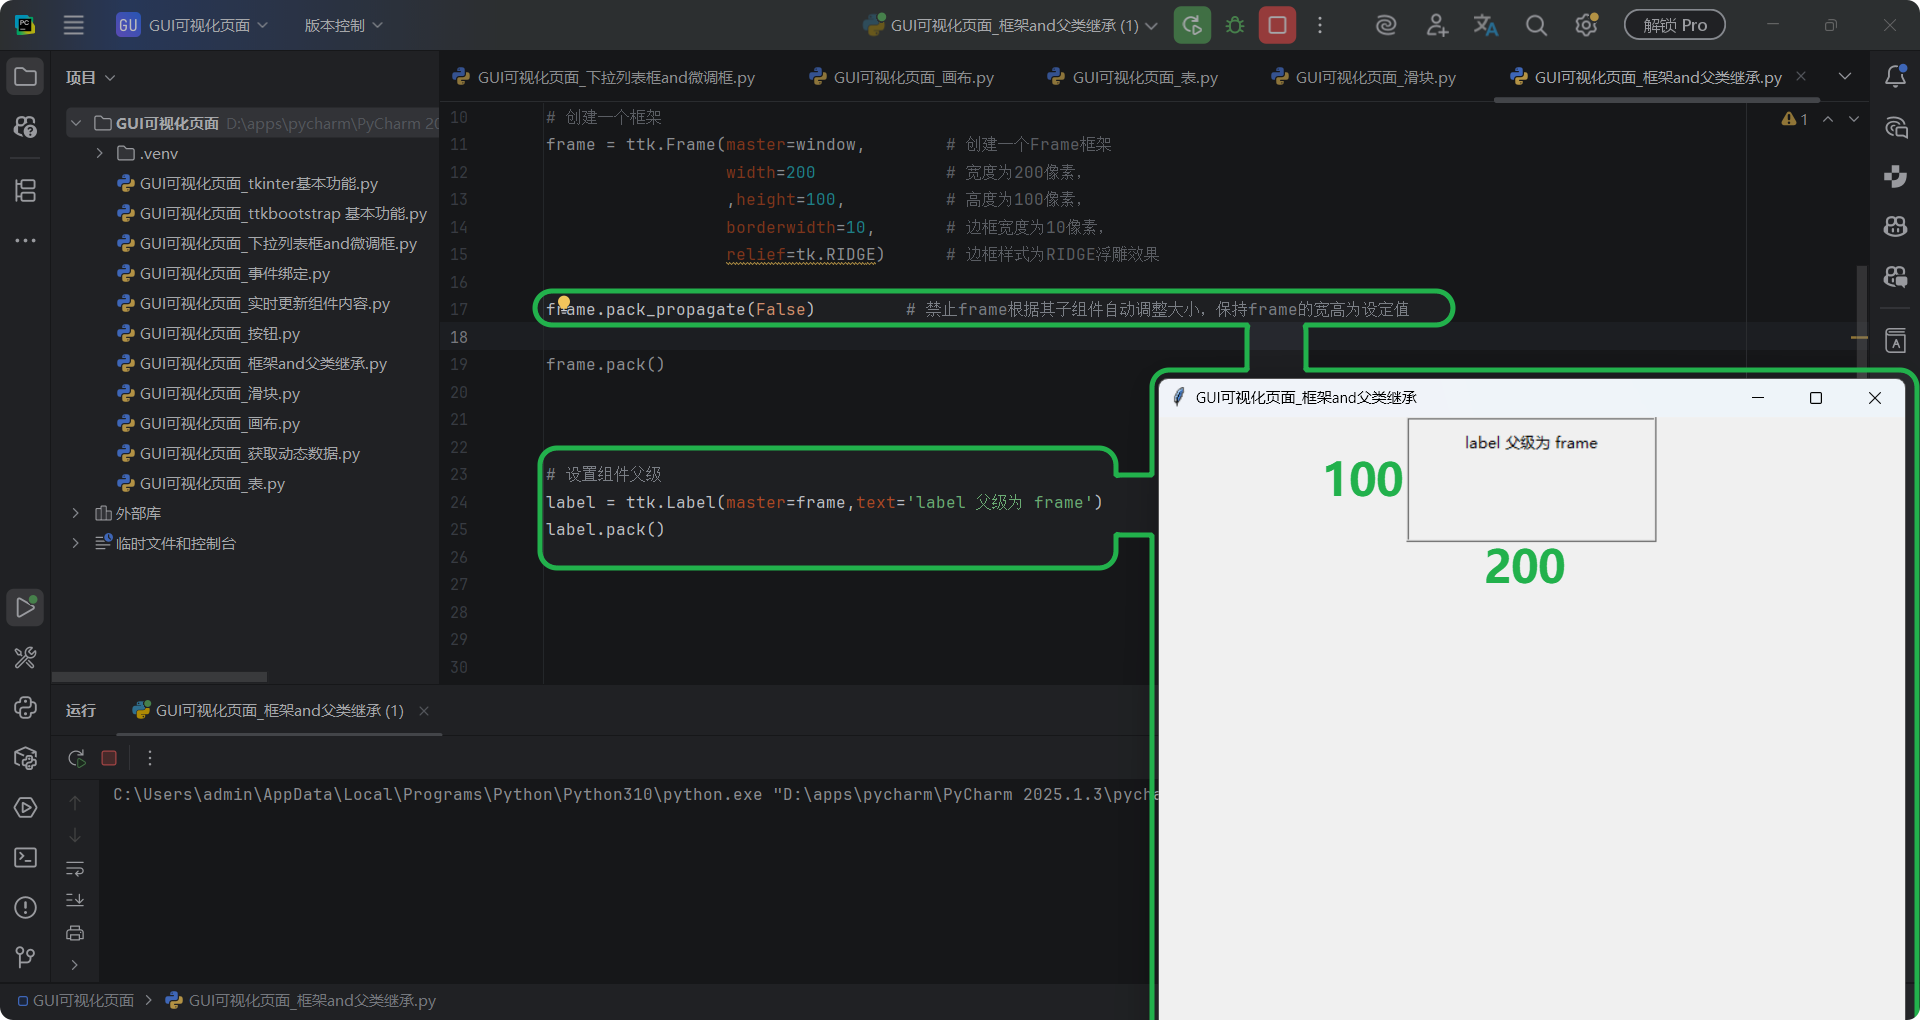 PC
GU GUI可视化页面
版本控制
GUI可视化页面_框架and父类继承 (1)
解锁 Pro
项目
GUI可视化页面_下拉列表框and微调框.py
GUI可视化页面_画布.py
GUI可视化页面_表.py
GUI可视化页面_滑块.py
GUI可视化页面_框架and父类继承.py
GUI可视化页面 D:\apps\pycharm\PyCharm 20
.venv
GUI可视化页面_tkinter基本功能.py
GUI可视化页面_ttkbootstrap 基本功能.py
GUI可视化页面_下拉列表框and微调框.py
GUI可视化页面_事件绑定.py
GUI可视化页面_实时更新组件内容.py
GUI可视化页面_按钮.py
GUI可视化页面_框架and父类继承.py
GUI可视化页面_滑块.py
GUI可视化页面_画布.py
GUI可视化页面_获取动态数据.py
GUI可视化页面_表.py
外部库
临时文件和控制台
1
10 # 创建一个框架
11 frame = ttk.Frame(master=window, # 创建一个Frame框架
12 width=200 # 宽度为200像素，
13 ,height=100, # 高度为100像素，
14 borderwidth=10, # 边框宽度为10像素，
15 relief=tk.RIDGE) # 边框样式为RIDGE浮雕效果
16
17 frame.pack_propagate(False) # 禁止frame根据其子组件自动调整大小，保持frame的宽高为设定值
18
19 frame.pack()
20
21
22
23 # 设置组件父级
24 label = ttk.Label(master=frame,text='label 父级为 frame')
25 label.pack()
26
27
28
29
30
GUI可视化页面_框架and父类继承
label 父级为 frame
100
200
运行
GUI可视化页面_框架and父类继承 (1)
C:\Users\admin\AppData\Local\Programs\Python\Python310\python.exe "D:\apps\pycharm\PyCharm 2025.1.3\pycha
GUI可视化页面 > GUI可视化页面_框架and父类继承.py